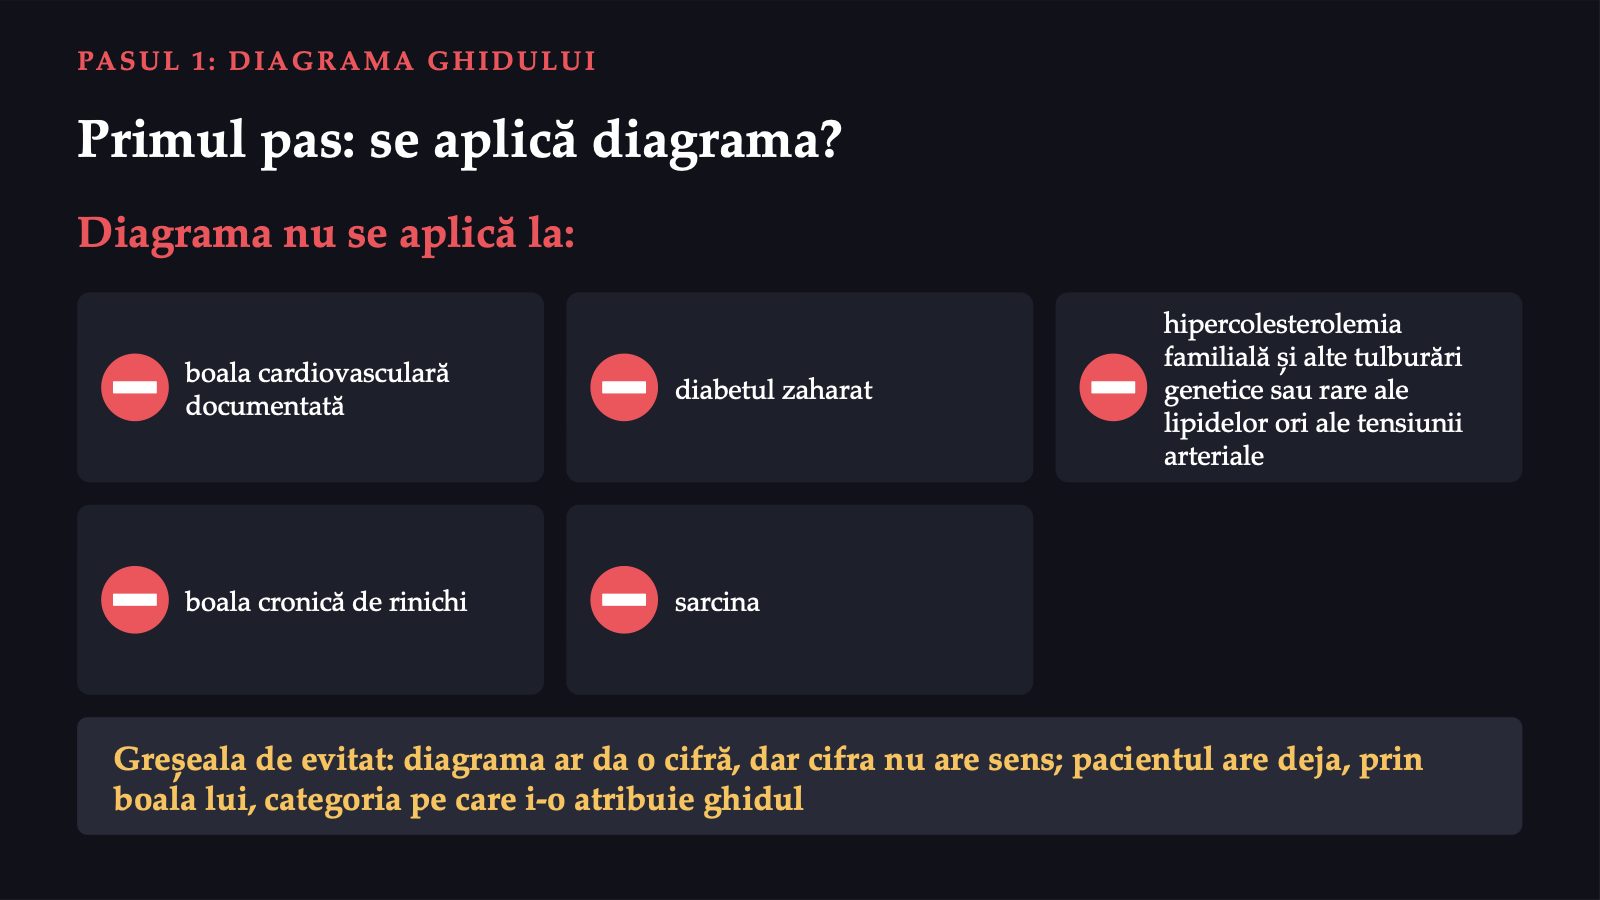 PASUL 1: DIAGRAMA GHIDULUI
Primul pas: se aplică diagrama?
Diagrama nu se aplică la:
boala cardiovasculară
documentată
diabetul zaharat
hipercolesterolemia
familială și alte tulburări
genetice sau rare ale
lipidelor ori ale tensiunii
arteriale
boala cronică de rinichi
sarcina
Greșeala de evitat: diagrama ar da o cifră, dar cifra nu are sens; pacientul are deja, prin
boala lui, categoria pe care i-o atribuie ghidul